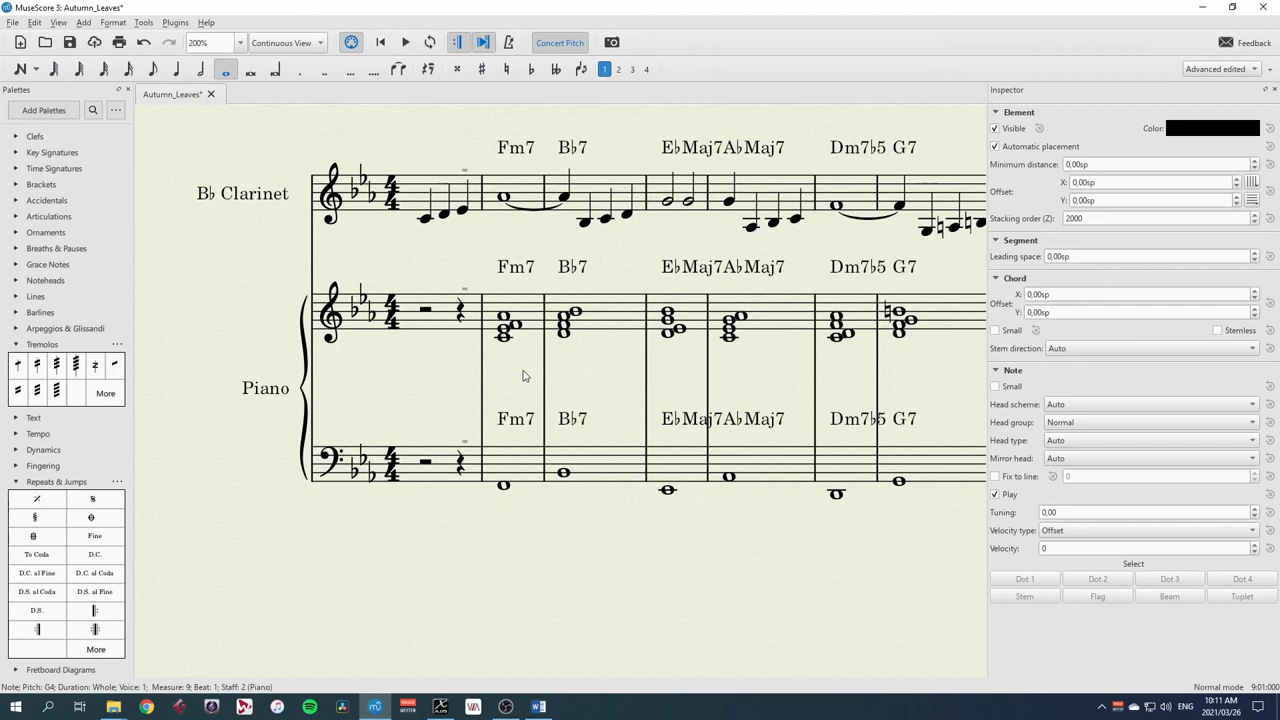 MuseScore 3: Autumn_Leaves*
File Edit View Add Format Tools Plugins Help
200% Continuous View Concert Pitch Feedback
1 2 3 4 Advanced edited
Palettes
Add Palettes
Clefs
Key Signatures
Time Signatures
Brackets
Accidentals
Articulations
Ornaments
Breaths & Pauses
Grace Notes
Noteheads
Lines
Barlines
Arpeggios & Glissandi
Tremolos
More
Text
Tempo
Dynamics
Fingering
Repeats & Jumps
Fine
To Coda D.C.
D.C. al Fine D.C. al Coda
D.S. al Coda D.S. al Fine
D.S.
More
Fretboard Diagrams
Autumn_Leaves*
Fm7 B♭7 E♭Maj7 A♭Maj7 Dm7♭5 G7
B♭ Clarinet
Fm7 B♭7 E♭Maj7 A♭Maj7 Dm7♭5 G7
Piano
Fm7 B♭7 E♭Maj7 A♭Maj7 Dm7♭5 G7
Inspector
Element
Visible Color:
Automatic placement
Minimum distance: 0,00sp
Offset: X: 0,00sp
Y: 0,00sp
Stacking order (Z): 2000
Segment
Leading space: 0,00sp
Chord
Offset: X: 0,00sp
Y: 0,00sp
Small Stemless
Stem direction: Auto
Note
Small
Head scheme: Auto
Head group: Normal
Head type: Auto
Mirror head: Auto
Fix to line: 0
Play
Tuning: 0,00
Velocity type: Offset
Velocity: 0
Select
Dot 1 Dot 2 Dot 3 Dot 4
Stem Flag Beam Tuplet
Note; Pitch: G4; Duration: Whole; Voice: 1; Measure: 9; Beat: 1; Staff: 2 (Piano)
Normal mode 9:01:000
ENG 10:11 AM
2021/03/26